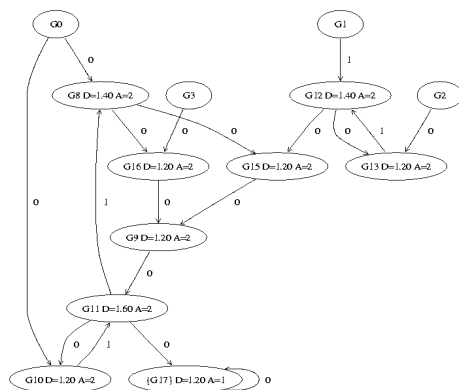 G0
G1
0
1
G8 D=1.40 A=2
G3
G12 D=1.40 A=2
G2
0
0
0
0
0
1
0
G16 D=1.20 A=2
G15 D=1.20 A=2
G13 D=1.20 A=2
0
0
0
G9 D=1.20 A=2
0
1
G11 D=1.60 A=2
0
1
0
G10 D=1.20 A=2
{G17} D=1.20 A=1
0